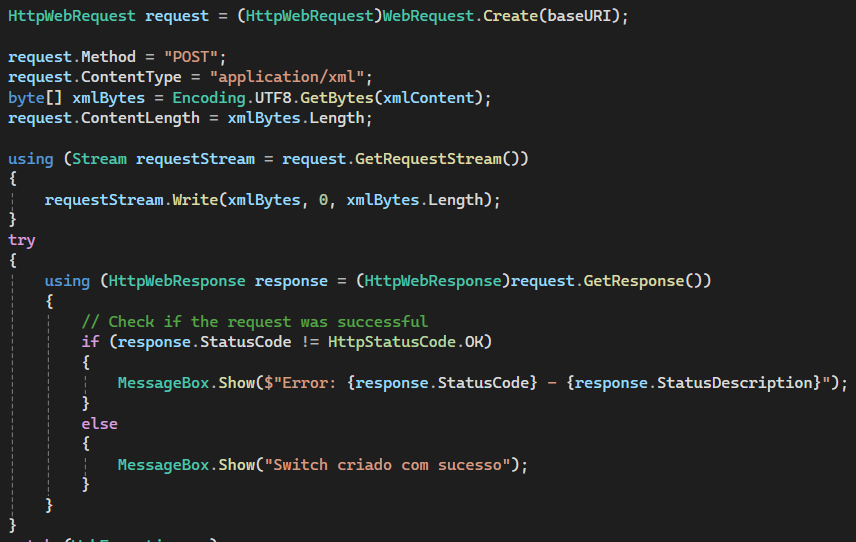 HttpWebRequest request = (HttpWebRequest)WebRequest.Create(baseURI);
request.Method = "POST";
request.ContentType = "application/xml";
byte[] xmlBytes = Encoding.UTF8.GetBytes(xmlContent);
request.ContentLength = xmlBytes.Length;
using (Stream requestStream = request.GetRequestStream())
{
requestStream.Write(xmlBytes, 0, xmlBytes.Length);
}
try
{
using (HttpWebResponse response = (HttpWebResponse)request.GetResponse())
{
// Check if the request was successful
if (response.StatusCode != HttpStatusCode.OK)
{
MessageBox.Show($"Error: {response.StatusCode} - {response.StatusDescription}");
}
else
{
MessageBox.Show("Switch criado com sucesso");
}
}
}